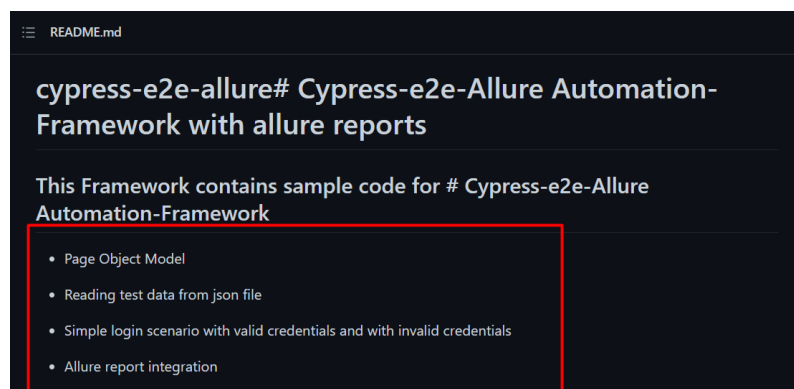 README.md
cypress-e2e-allure# Cypress-e2e-Allure Automation-
Framework with allure reports
This Framework contains sample code for # Cypress-e2e-Allure
Automation-Framework
• Page Object Model
• Reading test data from json file
• Simple login scenario with valid credentials and with invalid credentials
• Allure report integration